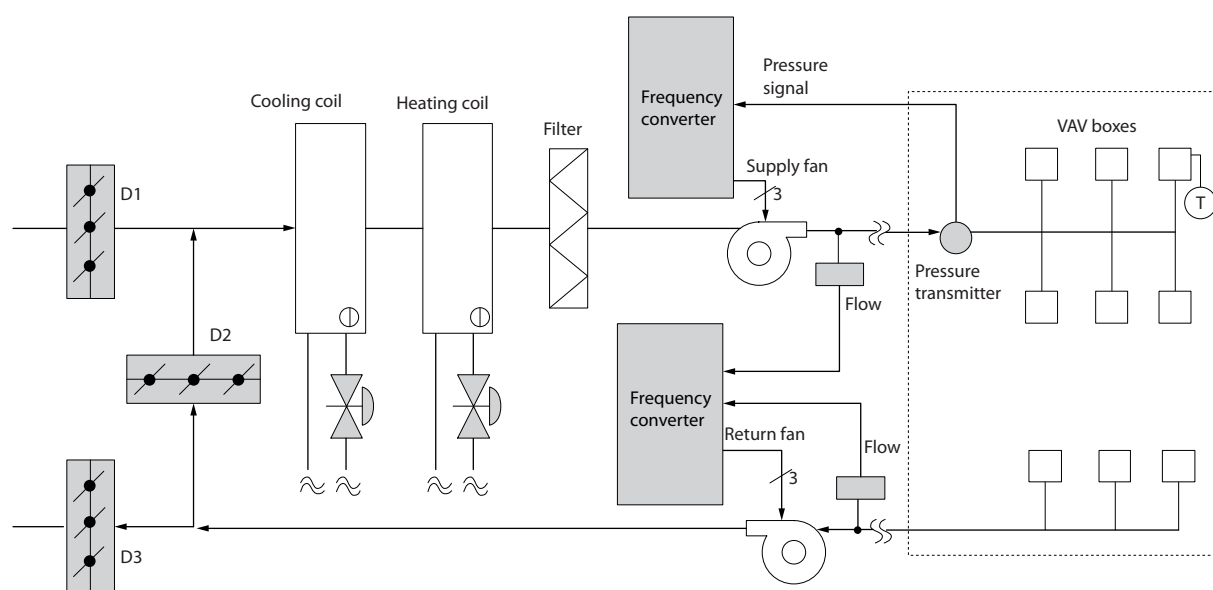 Cooling coil
Heating coil
Filter
Frequency
converter
Pressure
signal
VAV boxes
D1
Supply fan
3
T
Pressure
transmitter
Flow
D2
Frequency
converter
Return fan
Flow
3
D3